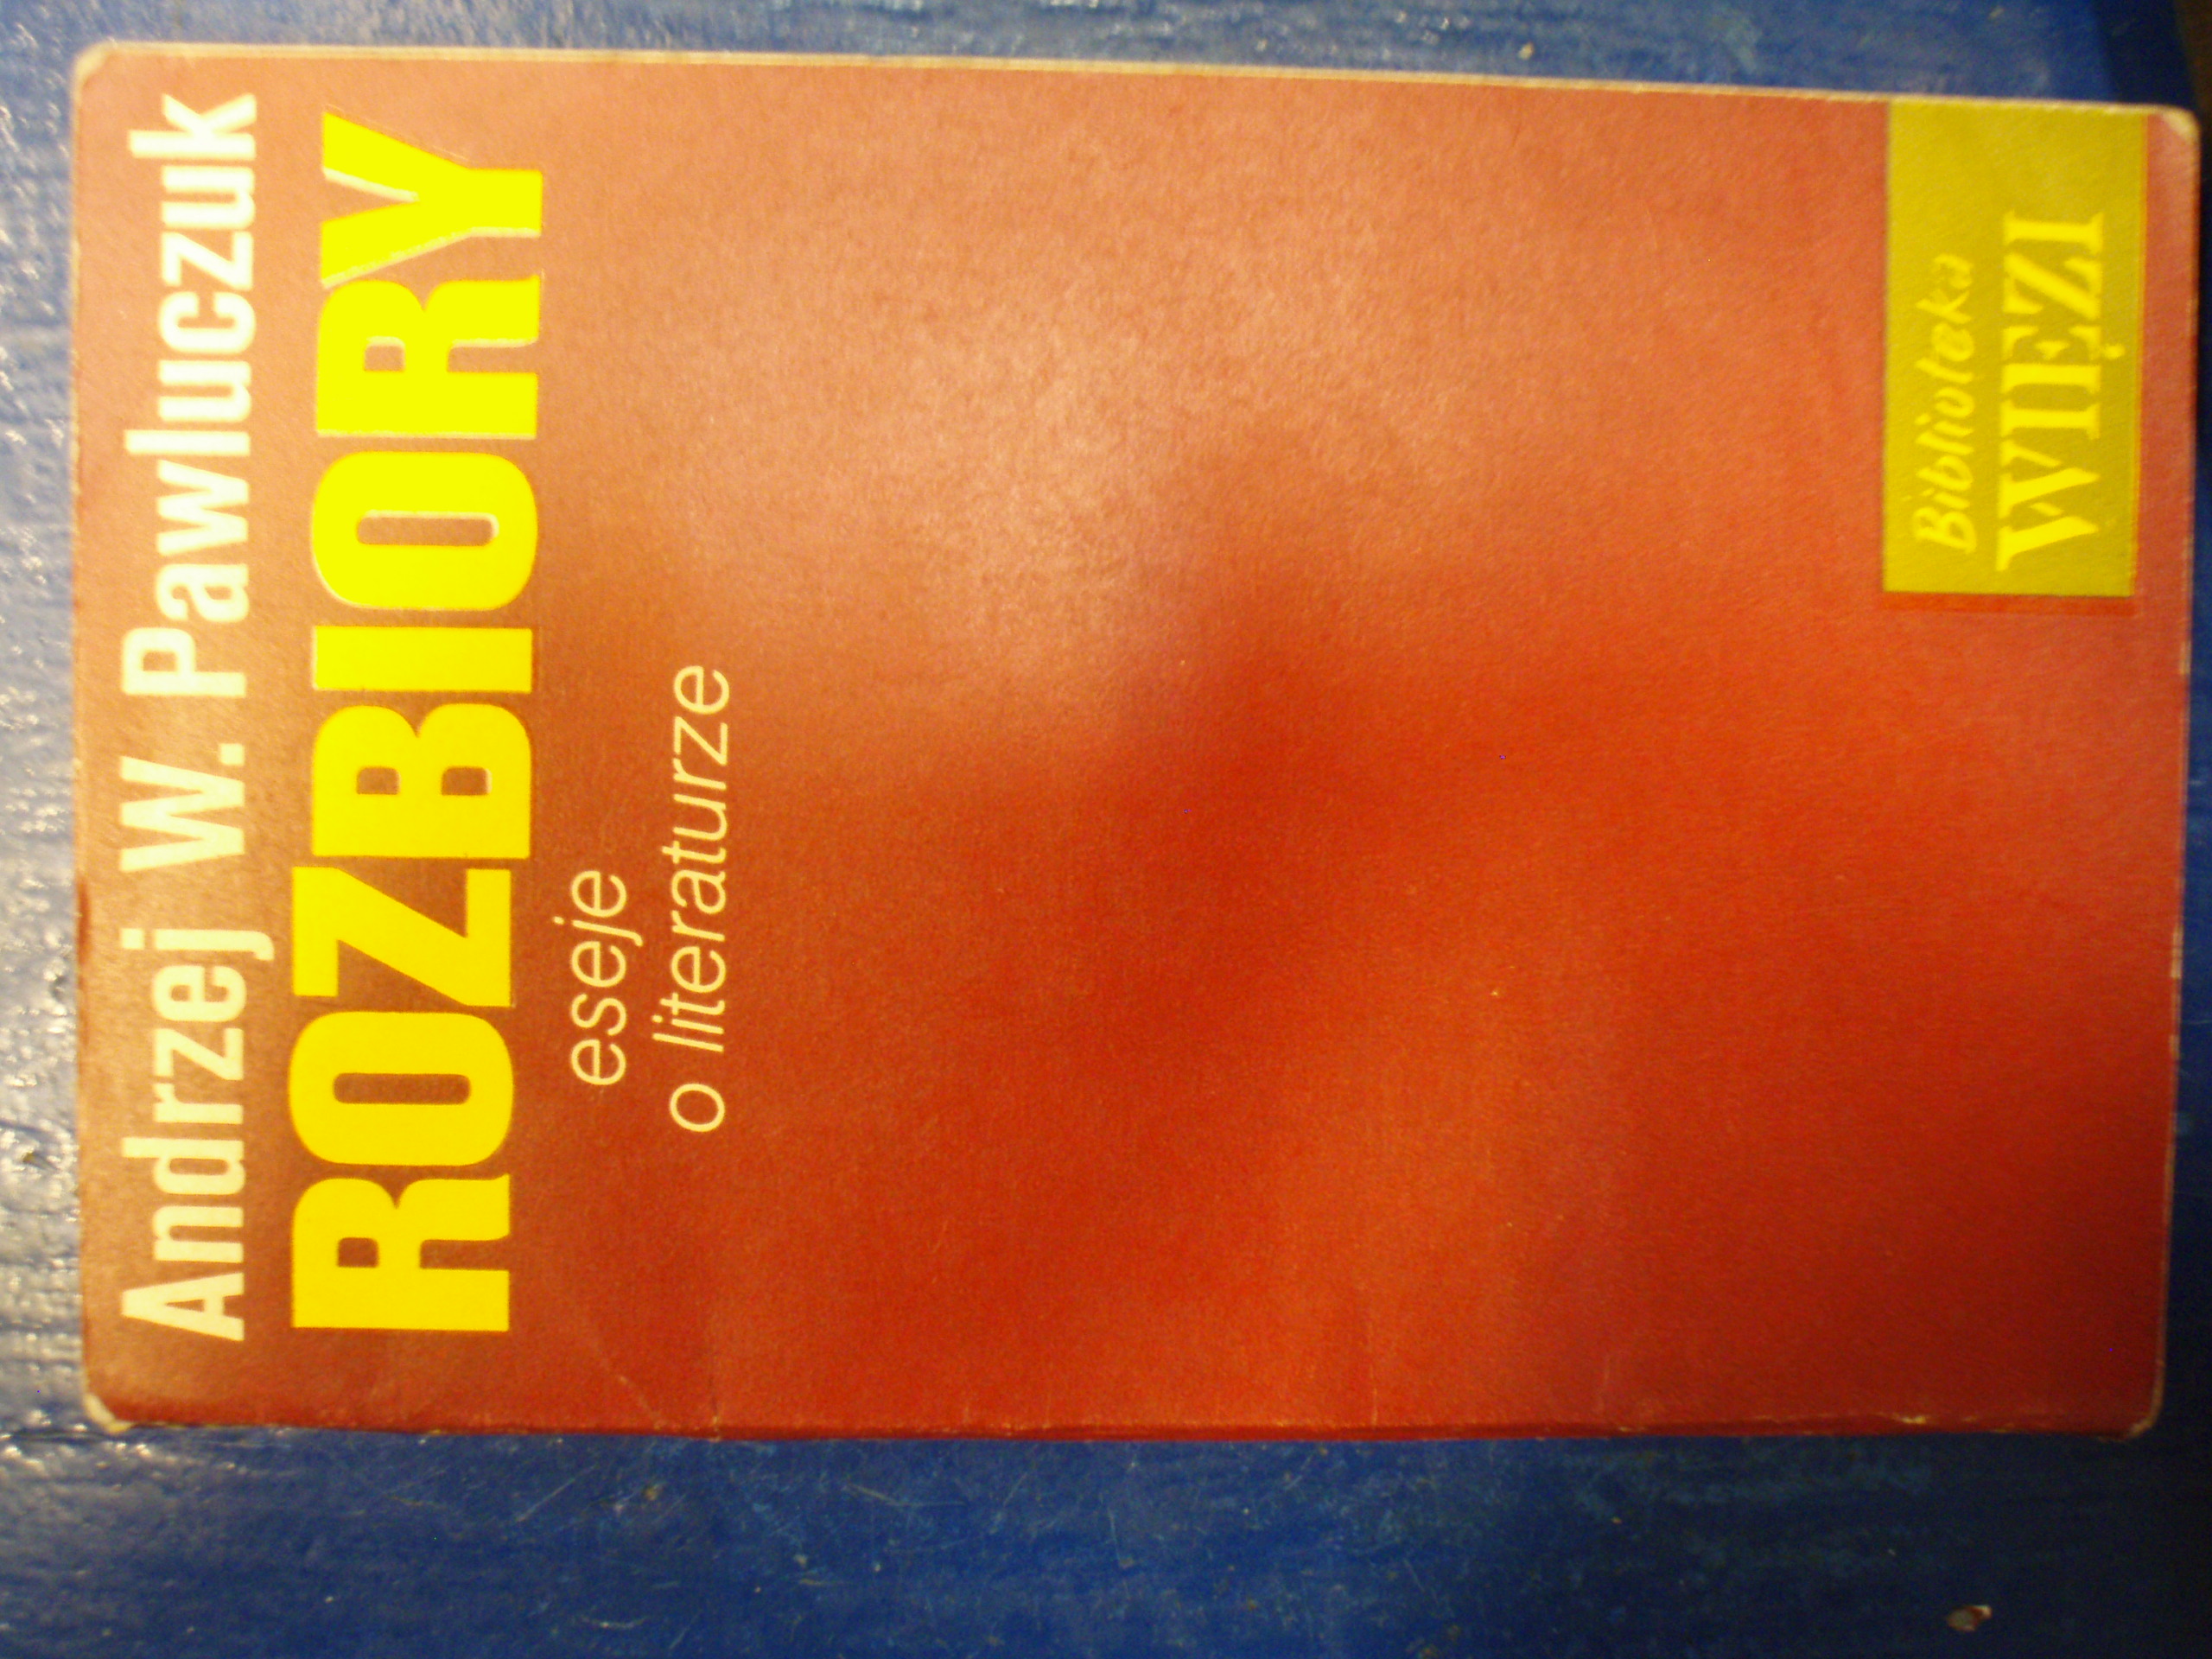 Andrzej W. Pawluczuk
ROZBIORY
eseje
o literaturze
Biblioteka
WIĘZI